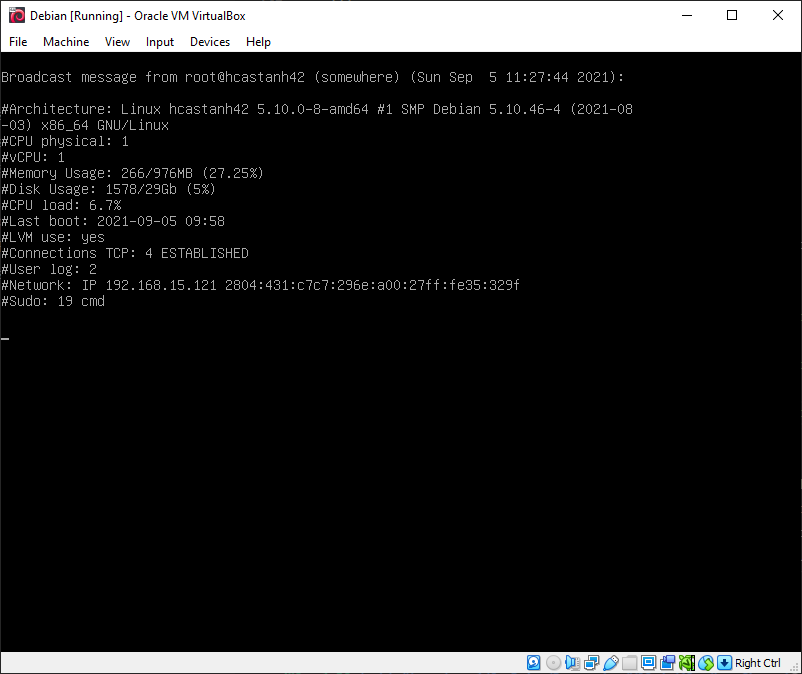 Debian [Running] - Oracle VM VirtualBox
File Machine View Input Devices Help
Broadcast message from root@hcastanh42 (somewhere) (Sun Sep  5 11:27:44 2021):
#Architecture: Linux hcastanh42 5.10.0-8-amd64 #1 SMP Debian 5.10.46-4 (2021-08
-03) x86_64 GNU/Linux
#CPU physical: 1
#vCPU: 1
#Memory Usage: 266/976MB (27.25%)
#Disk Usage: 1578/29Gb (5%)
#CPU load: 6.7%
#Last boot: 2021-09-05 09:58
#LVM use: yes
#Connections TCP: 4 ESTABLISHED
#User log: 2
#Network: IP 192.168.15.121 2804:431:c7c7:296e:a00:27ff:fe35:329f
#Sudo: 19 cmd
Right Ctrl